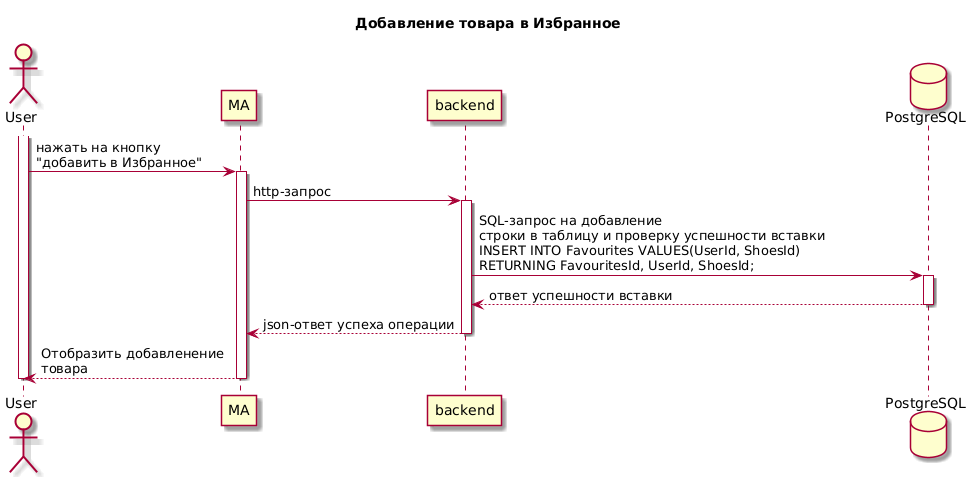 Добавление товара в Избранное
User
MA
backend
PostgreSQL
нажать на кнопку
"добавить в Избранное"
http-запрос
SQL-запрос на добавление
строки в таблицу и проверку успешности вставки
INSERT INTO Favourites VALUES(UserId, ShoesId)
RETURNING FavouritesId, UserId, ShoesId;
ответ успешности вставки
json-ответ успеха операции
Отобразить добавленение
товара
User
MA
backend
PostgreSQL